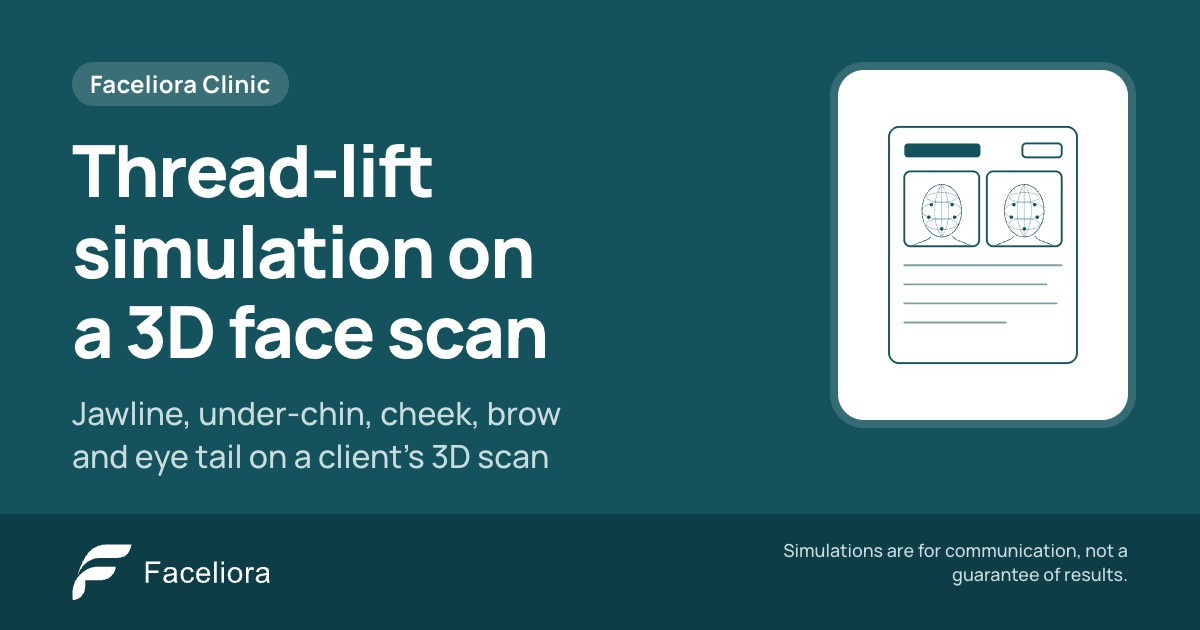 Faceliora Clinic
Thread-lift
simulation on
a 3D face scan
Jawline, under-chin, cheek, brow
and eye tail on a client’s 3D scan
Faceliora
Simulations are for communication, not a
guarantee of results.